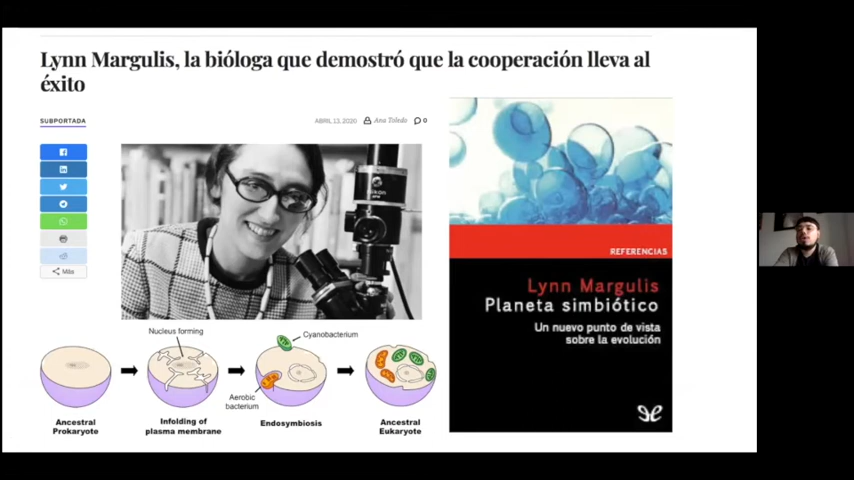 Lynn Margulis, la bióloga que demostró que la cooperación lleva al
éxito
SUBPORTADA
ABRIL 13, 2020
Ana Toledo
0
Más
Nikon
REFERENCIAS
Lynn Margulis
Planeta simbiótico
Un nuevo punto de vista
sobre la evolución
Nucleus forming
Cyanobacterium
Aerobic
bacterium
Ancestral
Prokaryote
Infolding of
plasma membrane
Endosymbiosis
Ancestral
Eukaryote